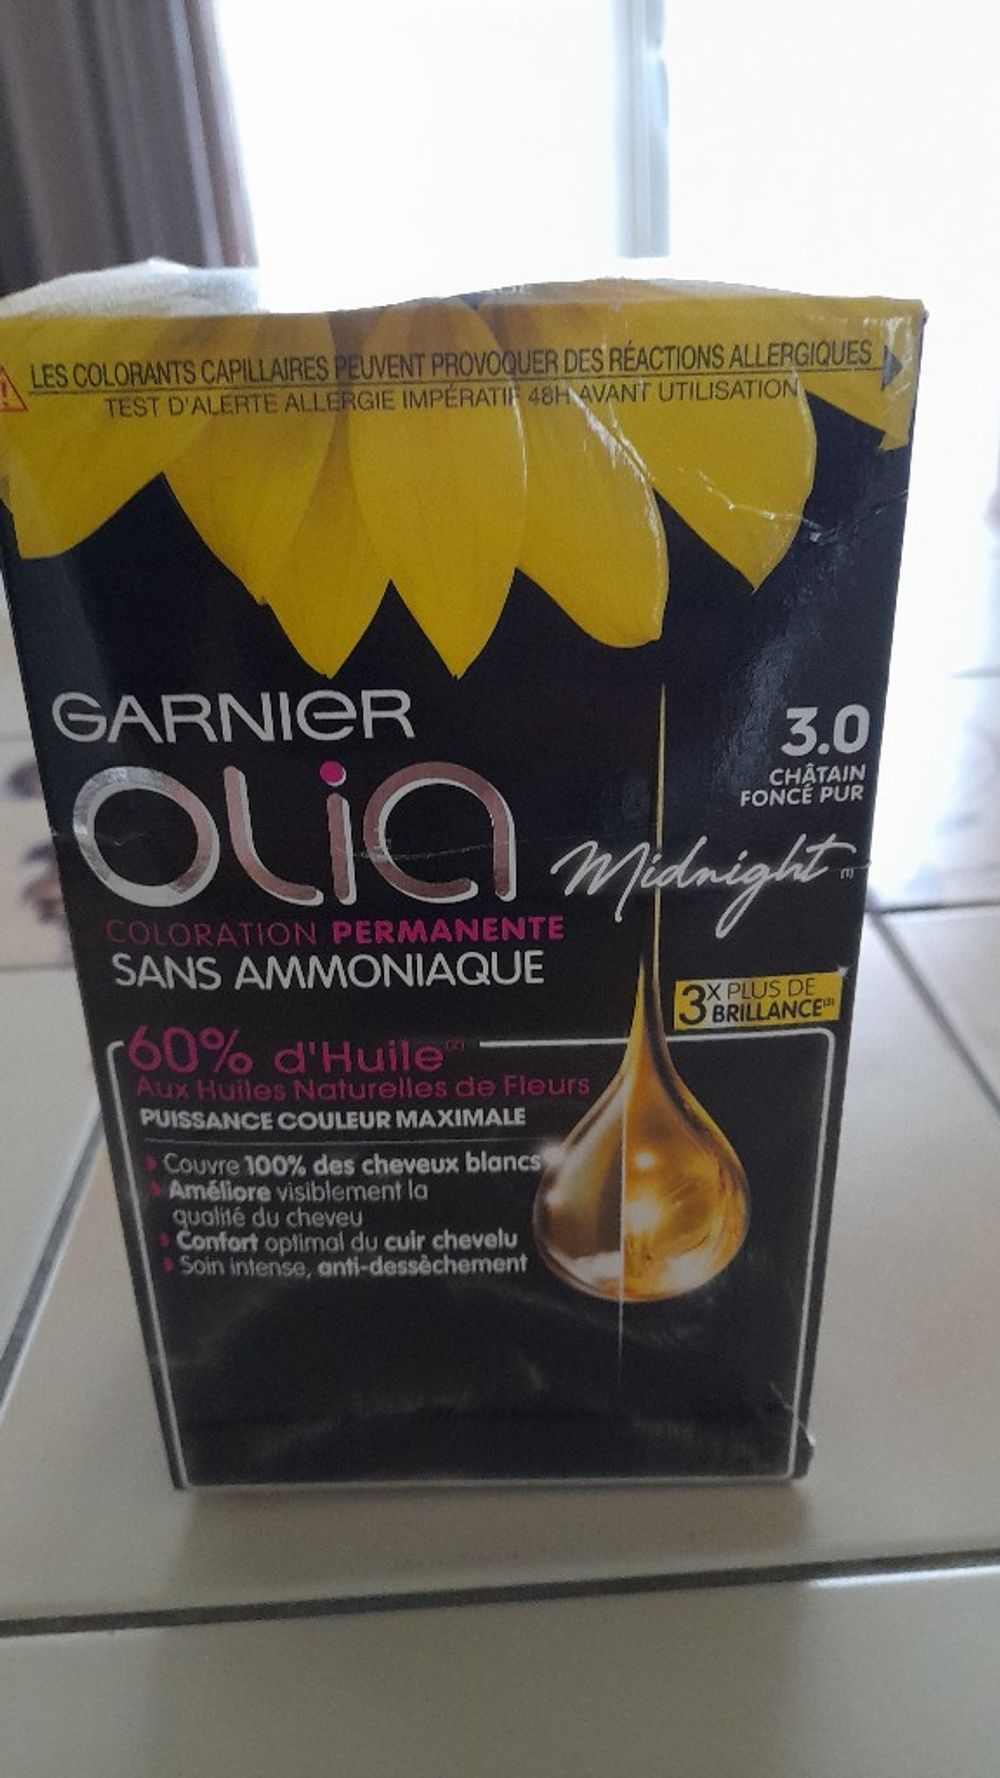 LES COLORANTS CAPILLAIRES PEUVENT PROVOQUER DES RÉACTIONS ALLERGIQUES
TEST D'ALERTE ALLERGIE IMPÉRATIF 48H AVANT UTILISATION
GARNIER
OLIA
3.0
CHÂTAIN
FONCÉ PUR
Midnight (1)
COLORATION PERMANENTE
SANS AMMONIAQUE
3X PLUS DE
BRILLANCE(3)
60% d'Huile(2)
Aux Huiles Naturelles de Fleurs
PUISSANCE COULEUR MAXIMALE
Couvre 100% des cheveux blancs
Améliore visiblement la
qualité du cheveu
Confort optimal du cuir chevelu
Soin intense, anti-dessèchement